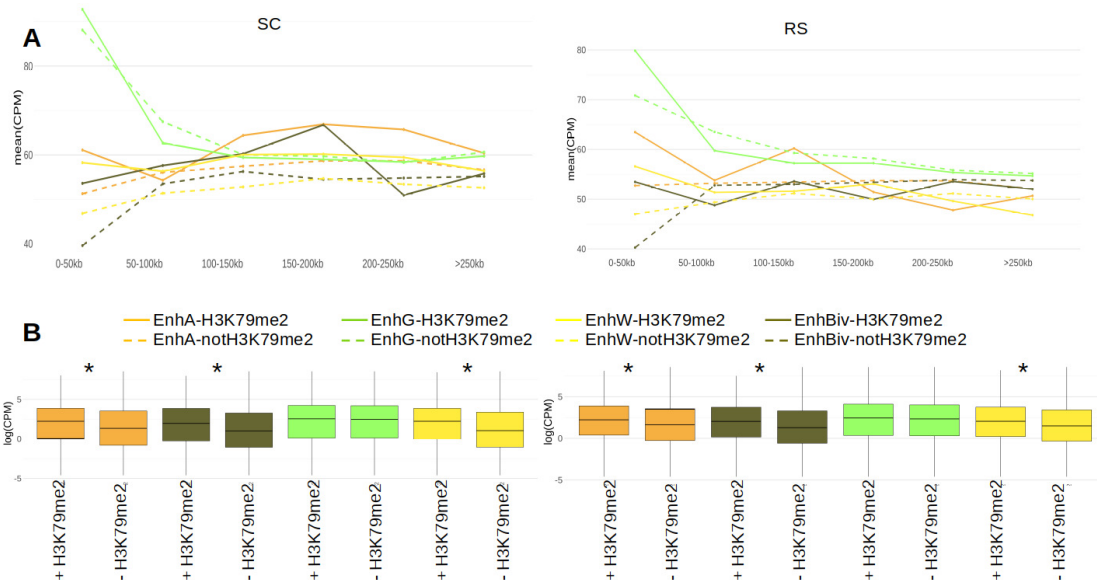 A
SC
RS
mean(CPM)
80
60
40
0-50kb 50-100kb 100-150kb 150-200kb 200-250kb >250kb
mean(CPM)
80
70
60
50
40
0-50kb 50-100kb 100-150kb 150-200kb 200-250kb >250kb
B
EnhA-H3K79me2 EnhG-H3K79me2 EnhW-H3K79me2 EnhBiv-H3K79me2
EnhA-notH3K79me2 EnhG-notH3K79me2 EnhW-notH3K79me2 EnhBiv-notH3K79me2
* * *
log(CPM)
5
0
-5
+ H3K79me2
- H3K79me2
+ H3K79me2
- H3K79me2
+ H3K79me2
- H3K79me2
+ H3K79me2
- H3K79me2
* * *
log(CPM)
5
0
-5
+ H3K79me2
- H3K79me2
+ H3K79me2
- H3K79me2
+ H3K79me2
- H3K79me2
+ H3K79me2
- H3K79me2